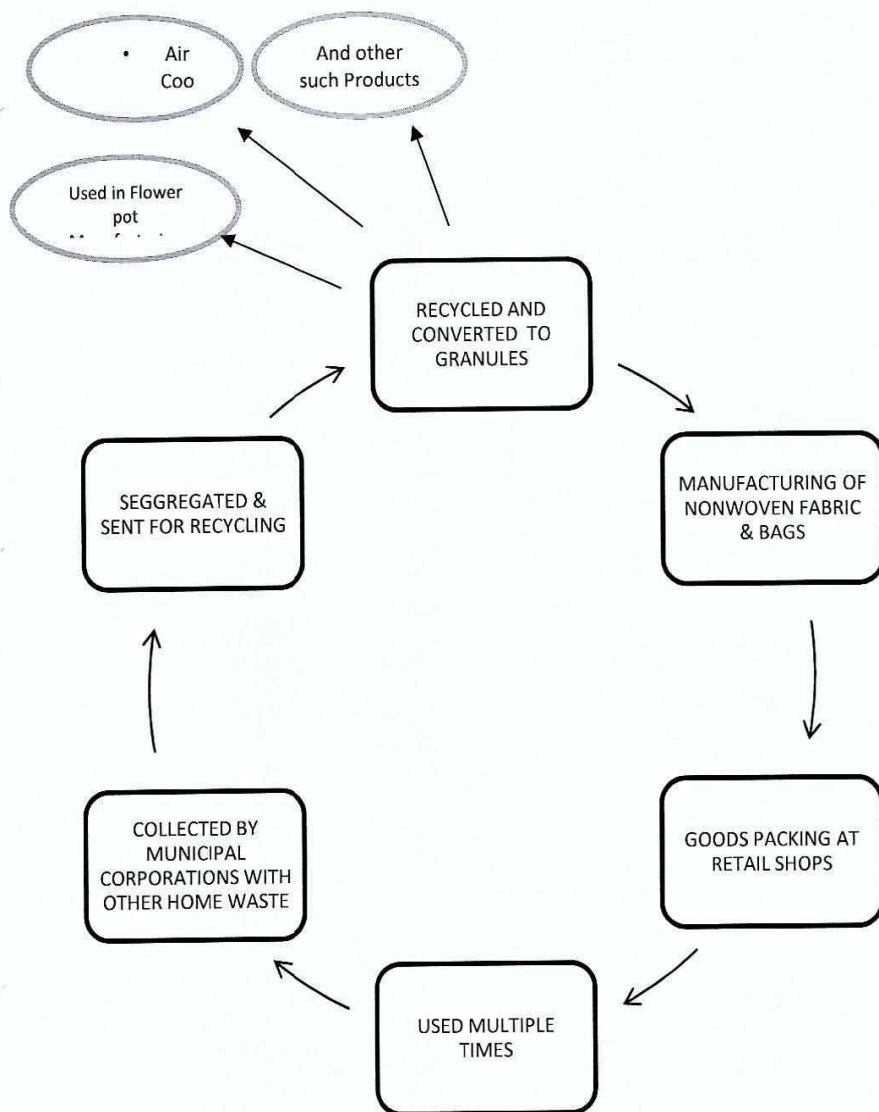 • Air
Coo
And other
such Products
Used in Flower
pot
RECYCLED AND
CONVERTED TO
GRANULES
SEGGREGATED &
SENT FOR RECYCLING
MANUFACTURING OF
NONWOVEN FABRIC
& BAGS
COLLECTED BY
MUNICIPAL
CORPORATIONS WITH
OTHER HOME WASTE
GOODS PACKING AT
RETAIL SHOPS
USED MULTIPLE
TIMES